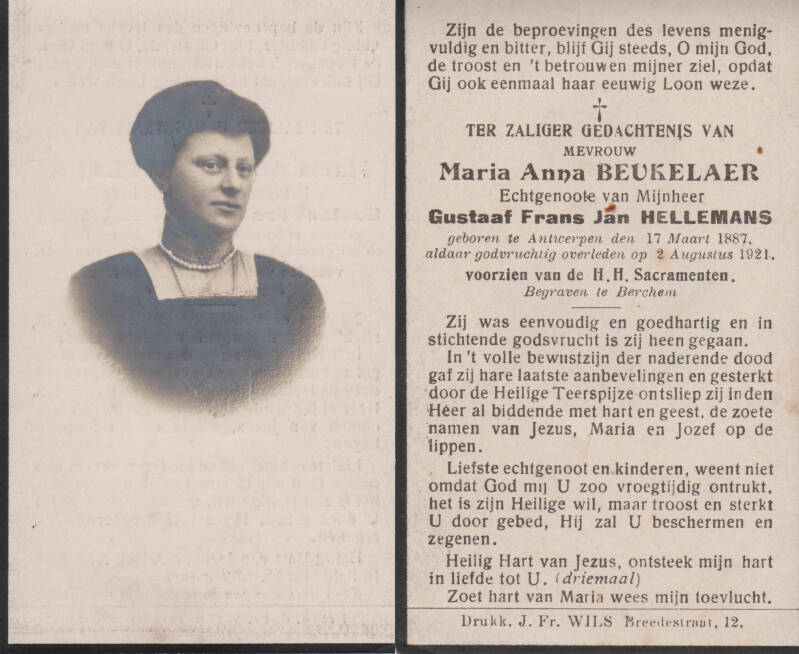 Zijn de beproevingen des levens menig-
vuldig en bitter, blijf Gij steeds, O mijn God,
de troost en 't betrouwen mijner ziel, opdat
Gij ook eenmaal haar eeuwig Loon weze.
TER ZALIGER GEDACHTENIS VAN
MEVROUW
Maria Anna BEUKELAER
Echtgenoote van Mijnheer
Gustaaf Frans Jan HELLEMANS
geboren te Antwerpen den 17 Maart 1887,
aldaar godvruchtig overleden op 2 Augustus 1921.
voorzien van de H.H. Sacramenten.
Begraven te Berchem
Zij was eenvoudig en goedhartig en in
stichtende godsvrucht is zij heen gegaan.
In 't volle bewustzijn der naderende dood
gaf zij hare laatste aanbevelingen en gesterkt
door de Heilige Teerspijze ontsliep zij in den
Heer al biddende met hart en geest, de zoete
namen van Jezus, Maria en Jozef op de
lippen.
Liefste echtgenoot en kinderen, weent niet
omdat God mij U zoo vroegtijdig ontrukt,
het is zijn Heilige wil, maar troost en sterkt
U door gebed, Hij zal U beschermen en
zegenen.
Heilig Hart van Jezus, ontsteek mijn hart
in liefde tot U. (driemaal)
Zoet hart van Maria wees mijn toevlucht.
Drukk. J. Fr. WILS Breedestraat, 12.